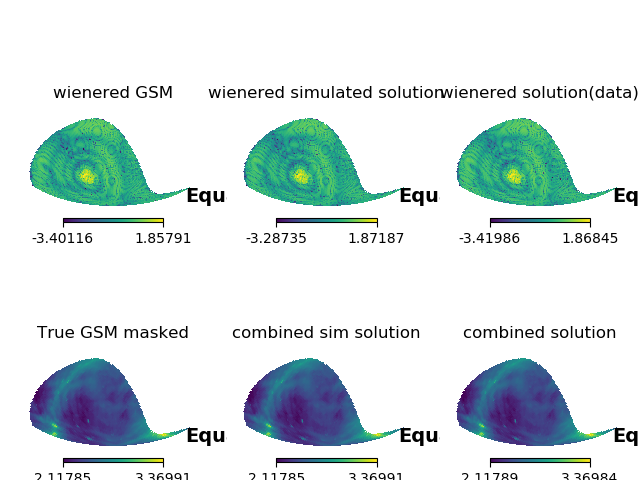 wienered GSM
wienered simulated solution
wienered solution(data)
Equ
Equ
Eq
-3.40116 1.85791
-3.28735 1.87187
-3.41986 1.86845
True GSM masked
combined sim solution
combined solution
Equ
Equ
Eq
2.11785 3.36991
2.11785 3.36991
2.11789 3.36984